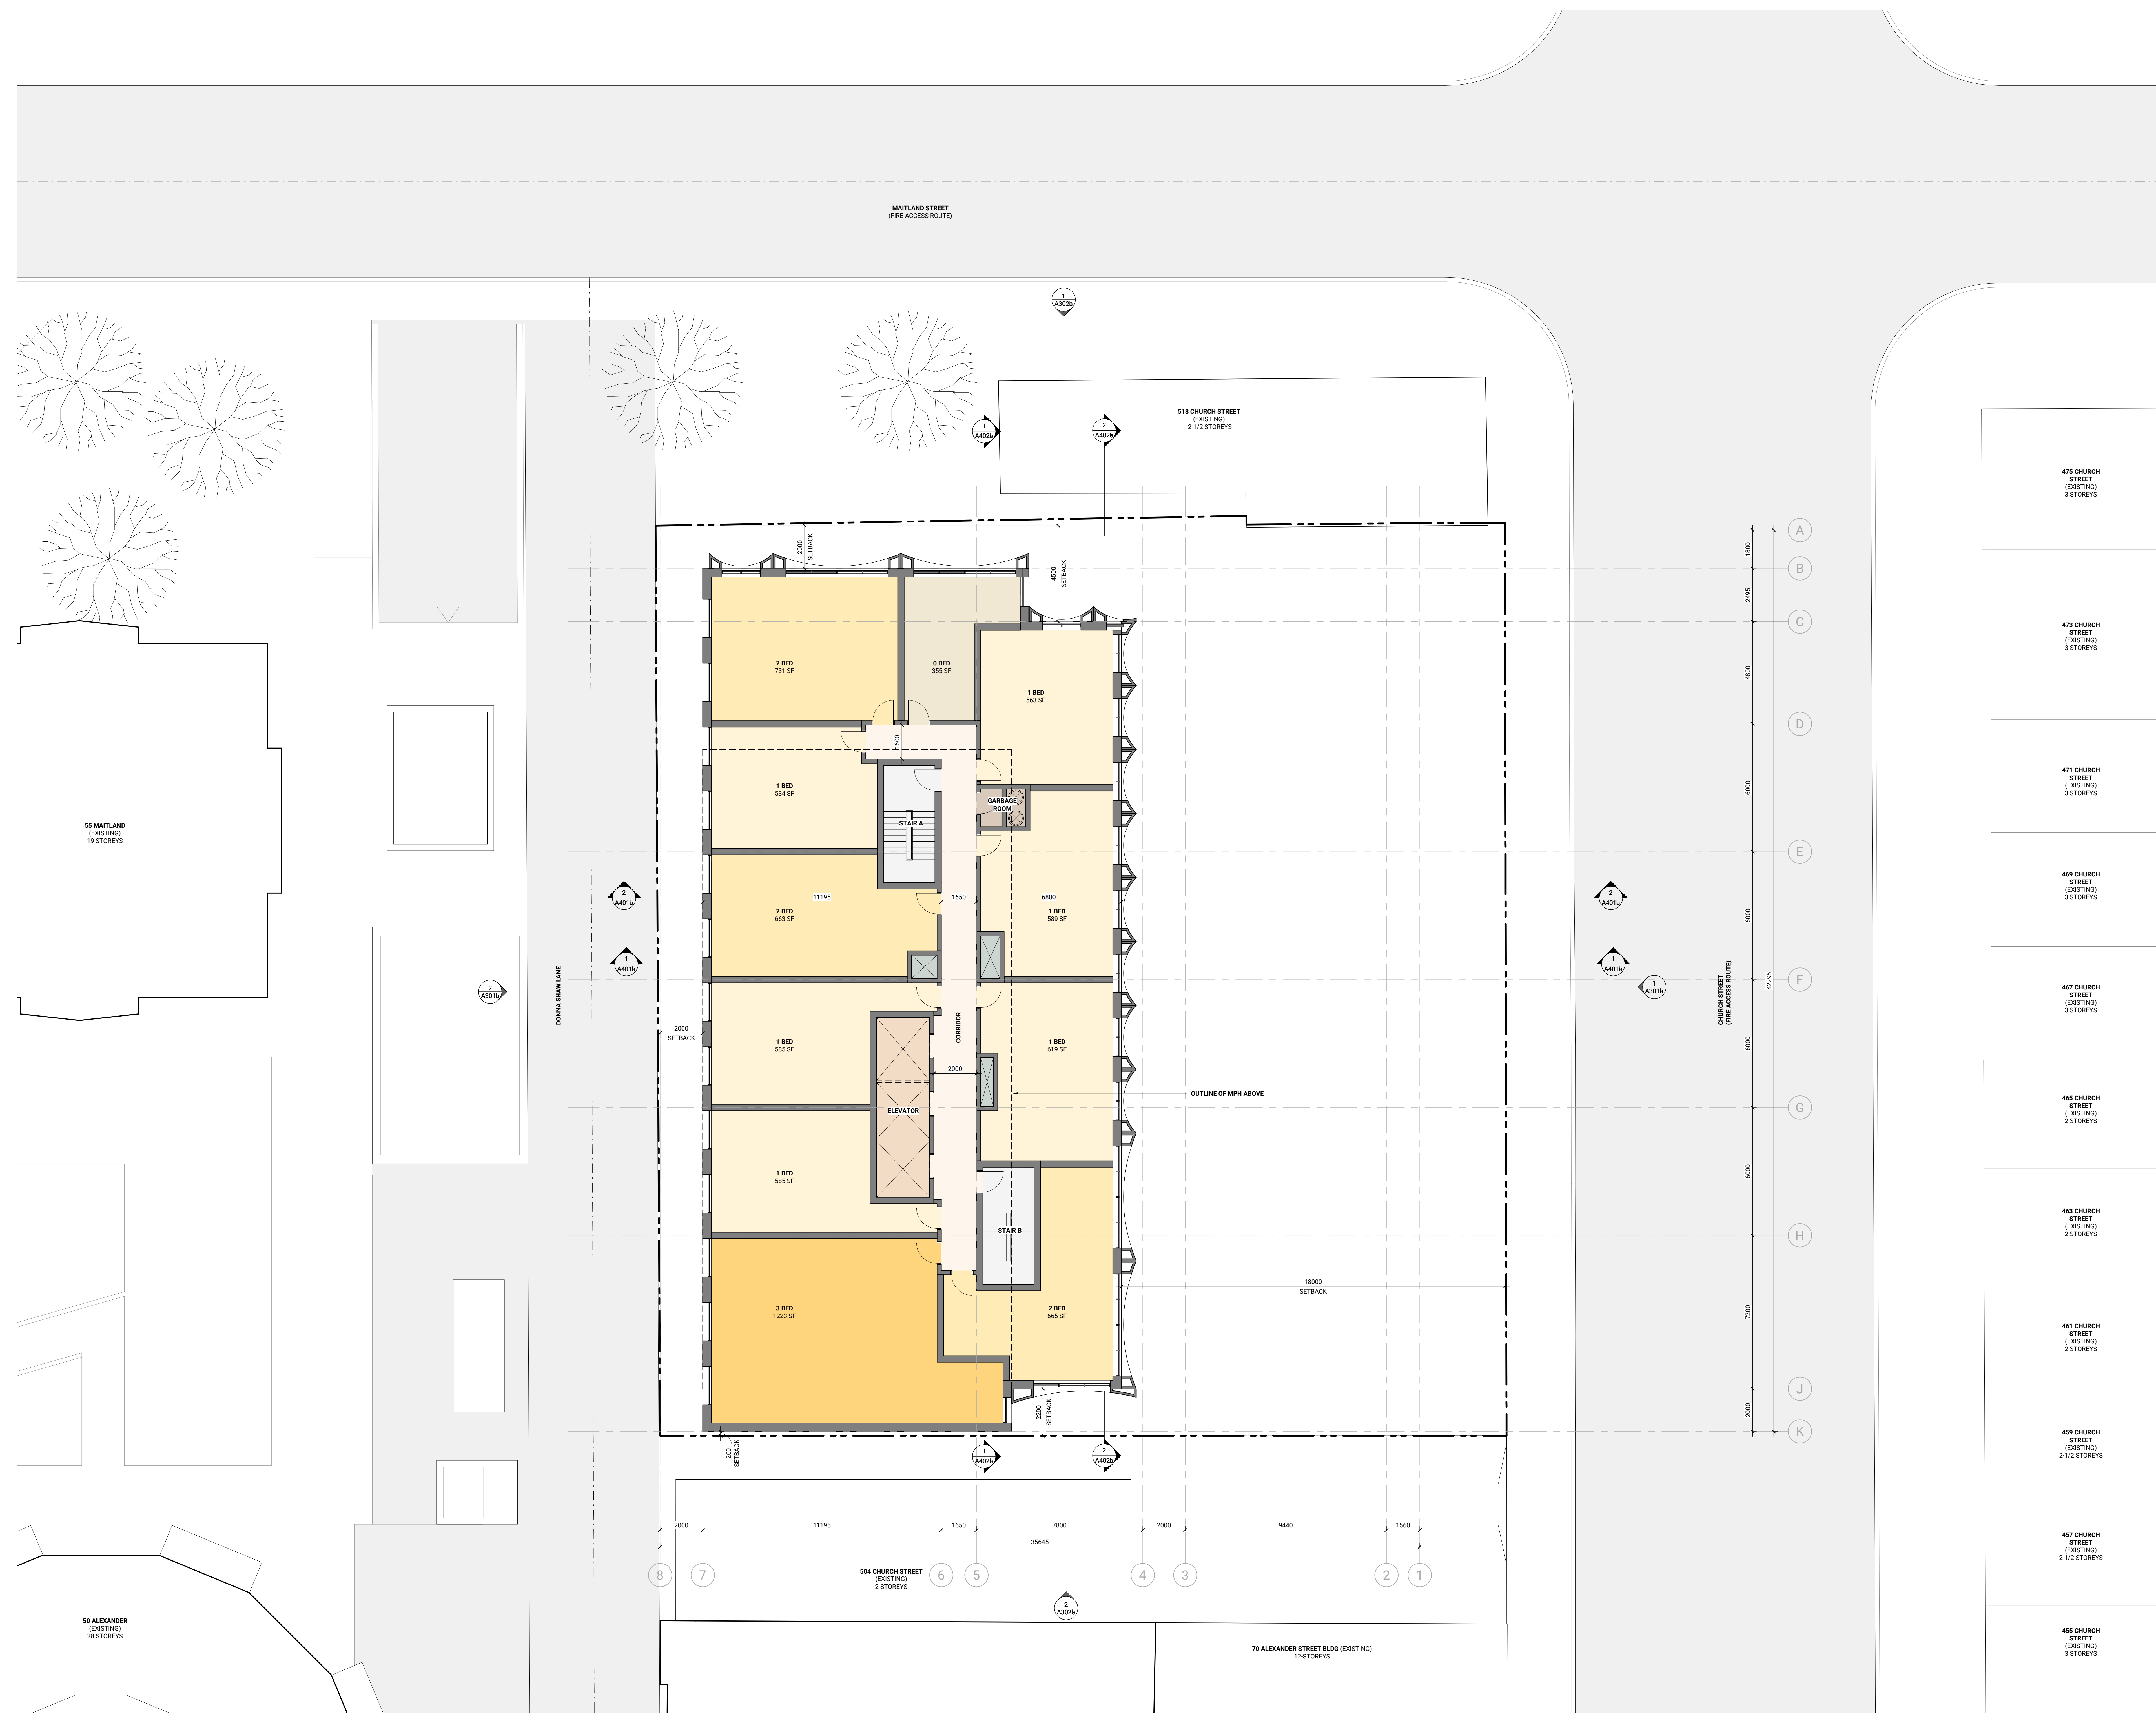 MAITLAND STREET
(FIRE ACCESS ROUTE)
1
A302b
518 CHURCH STREET
(EXISTING)
2-1/2 STOREYS
1
A402b
2
A402b
475 CHURCH
STREET
(EXISTING)
3 STOREYS
A
1800
B
2495
C
4800
D
6000
E
6000
F
6000
G
6000
H
7200
J
2000
K
42295
2000
SETBACK
4500
SETBACK
473 CHURCH
STREET
(EXISTING)
3 STOREYS
2 BED
731 SF
0 BED
355 SF
1 BED
563 SF
1600
471 CHURCH
STREET
(EXISTING)
3 STOREYS
1 BED
534 SF
GARBAGE
ROOM
STAIR A
55 MAITLAND
(EXISTING)
19 STOREYS
469 CHURCH
STREET
(EXISTING)
3 STOREYS
2
A401b
11195
1650
6800
2
A401b
2 BED
663 SF
1 BED
589 SF
1
A401b
1
A401b
2
A301b
DONNA SHAW LANE
1
A301b
CHURCH STREET
(FIRE ACCESS ROUTE)
467 CHURCH
STREET
(EXISTING)
3 STOREYS
2000
SETBACK
1 BED
585 SF
CORRIDOR
1 BED
619 SF
2000
OUTLINE OF MPH ABOVE
ELEVATOR
465 CHURCH
STREET
(EXISTING)
2 STOREYS
1 BED
585 SF
STAIR B
463 CHURCH
STREET
(EXISTING)
2 STOREYS
18000
SETBACK
3 BED
1223 SF
2 BED
665 SF
461 CHURCH
STREET
(EXISTING)
2 STOREYS
2200
SETBACK
200
SETBACK
1
A402b
2
A402b
459 CHURCH
STREET
(EXISTING)
2-1/2 STOREYS
2000
11195
1650
7800
2000
9440
1560
35645
457 CHURCH
STREET
(EXISTING)
2-1/2 STOREYS
8
7
6
5
4
3
2
1
504 CHURCH STREET
(EXISTING)
2-STOREYS
2
A302b
50 ALEXANDER
(EXISTING)
28 STOREYS
70 ALEXANDER STREET BLDG (EXISTING)
12-STOREYS
455 CHURCH
STREET
(EXISTING)
3 STOREYS